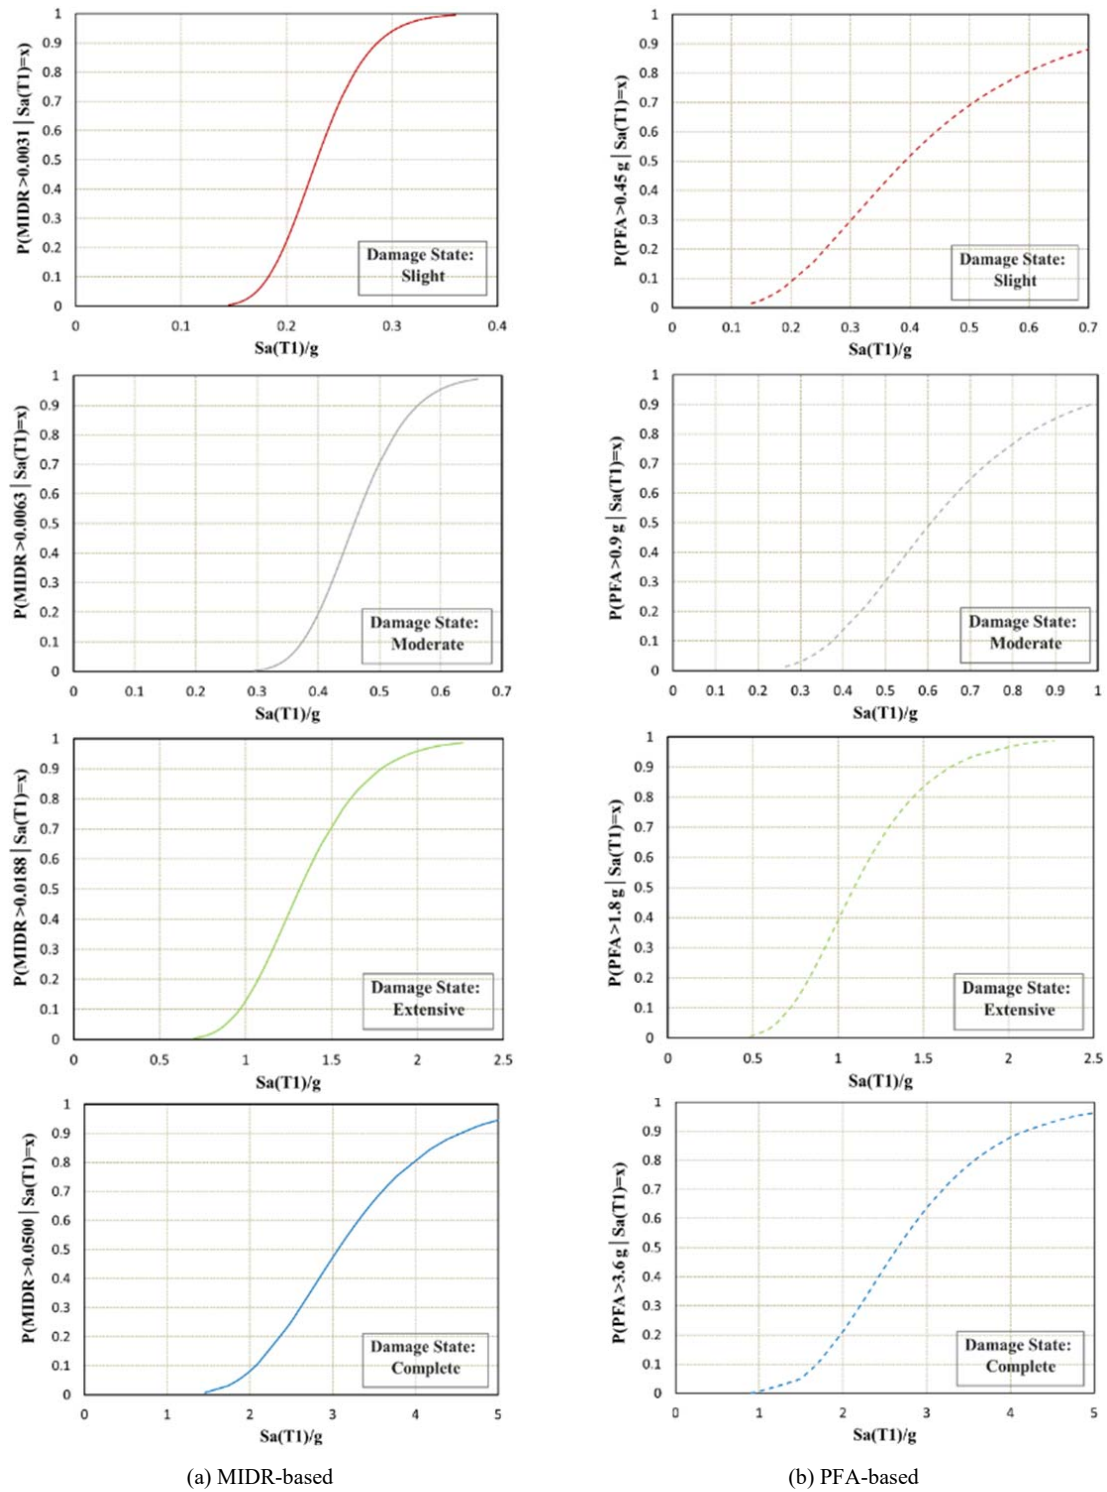 P(MIDR >0.0031 | Sa(T1)=x)
1
0.9
0.8
0.7
0.6
0.5
0.4
0.3
0.2
0.1
0
Damage State:
Slight
0 0.1 0.2 0.3 0.4
Sa(T1)/g
P(PFA >0.45 g | Sa(T1)=x)
1
0.9
0.8
0.7
0.6
0.5
0.4
0.3
0.2
0.1
0
Damage State:
Slight
0 0.1 0.2 0.3 0.4 0.5 0.6 0.7
Sa(T1)/g
P(MIDR >0.0063 | Sa(T1)=x)
1
0.9
0.8
0.7
0.6
0.5
0.4
0.3
0.2
0.1
0
Damage State:
Moderate
0 0.1 0.2 0.3 0.4 0.5 0.6 0.7
Sa(T1)/g
P(PFA >0.9 g | Sa(T1)=x)
1
0.9
0.8
0.7
0.6
0.5
0.4
0.3
0.2
0.1
0
Damage State:
Moderate
0 0.1 0.2 0.3 0.4 0.5 0.6 0.7 0.8 0.9 1
Sa(T1)/g
P(MIDR >0.0188 | Sa(T1)=x)
1
0.9
0.8
0.7
0.6
0.5
0.4
0.3
0.2
0.1
0
Damage State:
Extensive
0 0.5 1 1.5 2 2.5
Sa(T1)/g
P(PFA >1.8 g | Sa(T1)=x)
1
0.9
0.8
0.7
0.6
0.5
0.4
0.3
0.2
0.1
0
Damage State:
Extensive
0 0.5 1 1.5 2 2.5
Sa(T1)/g
P(MIDR >0.0500 | Sa(T1)=x)
1
0.9
0.8
0.7
0.6
0.5
0.4
0.3
0.2
0.1
0
Damage State:
Complete
0 1 2 3 4 5
Sa(T1)/g
P(PFA >3.6 g | Sa(T1)=x)
1
0.9
0.8
0.7
0.6
0.5
0.4
0.3
0.2
0.1
0
Damage State:
Complete
0 1 2 3 4 5
Sa(T1)/g
(a) MIDR-based
(b) PFA-based